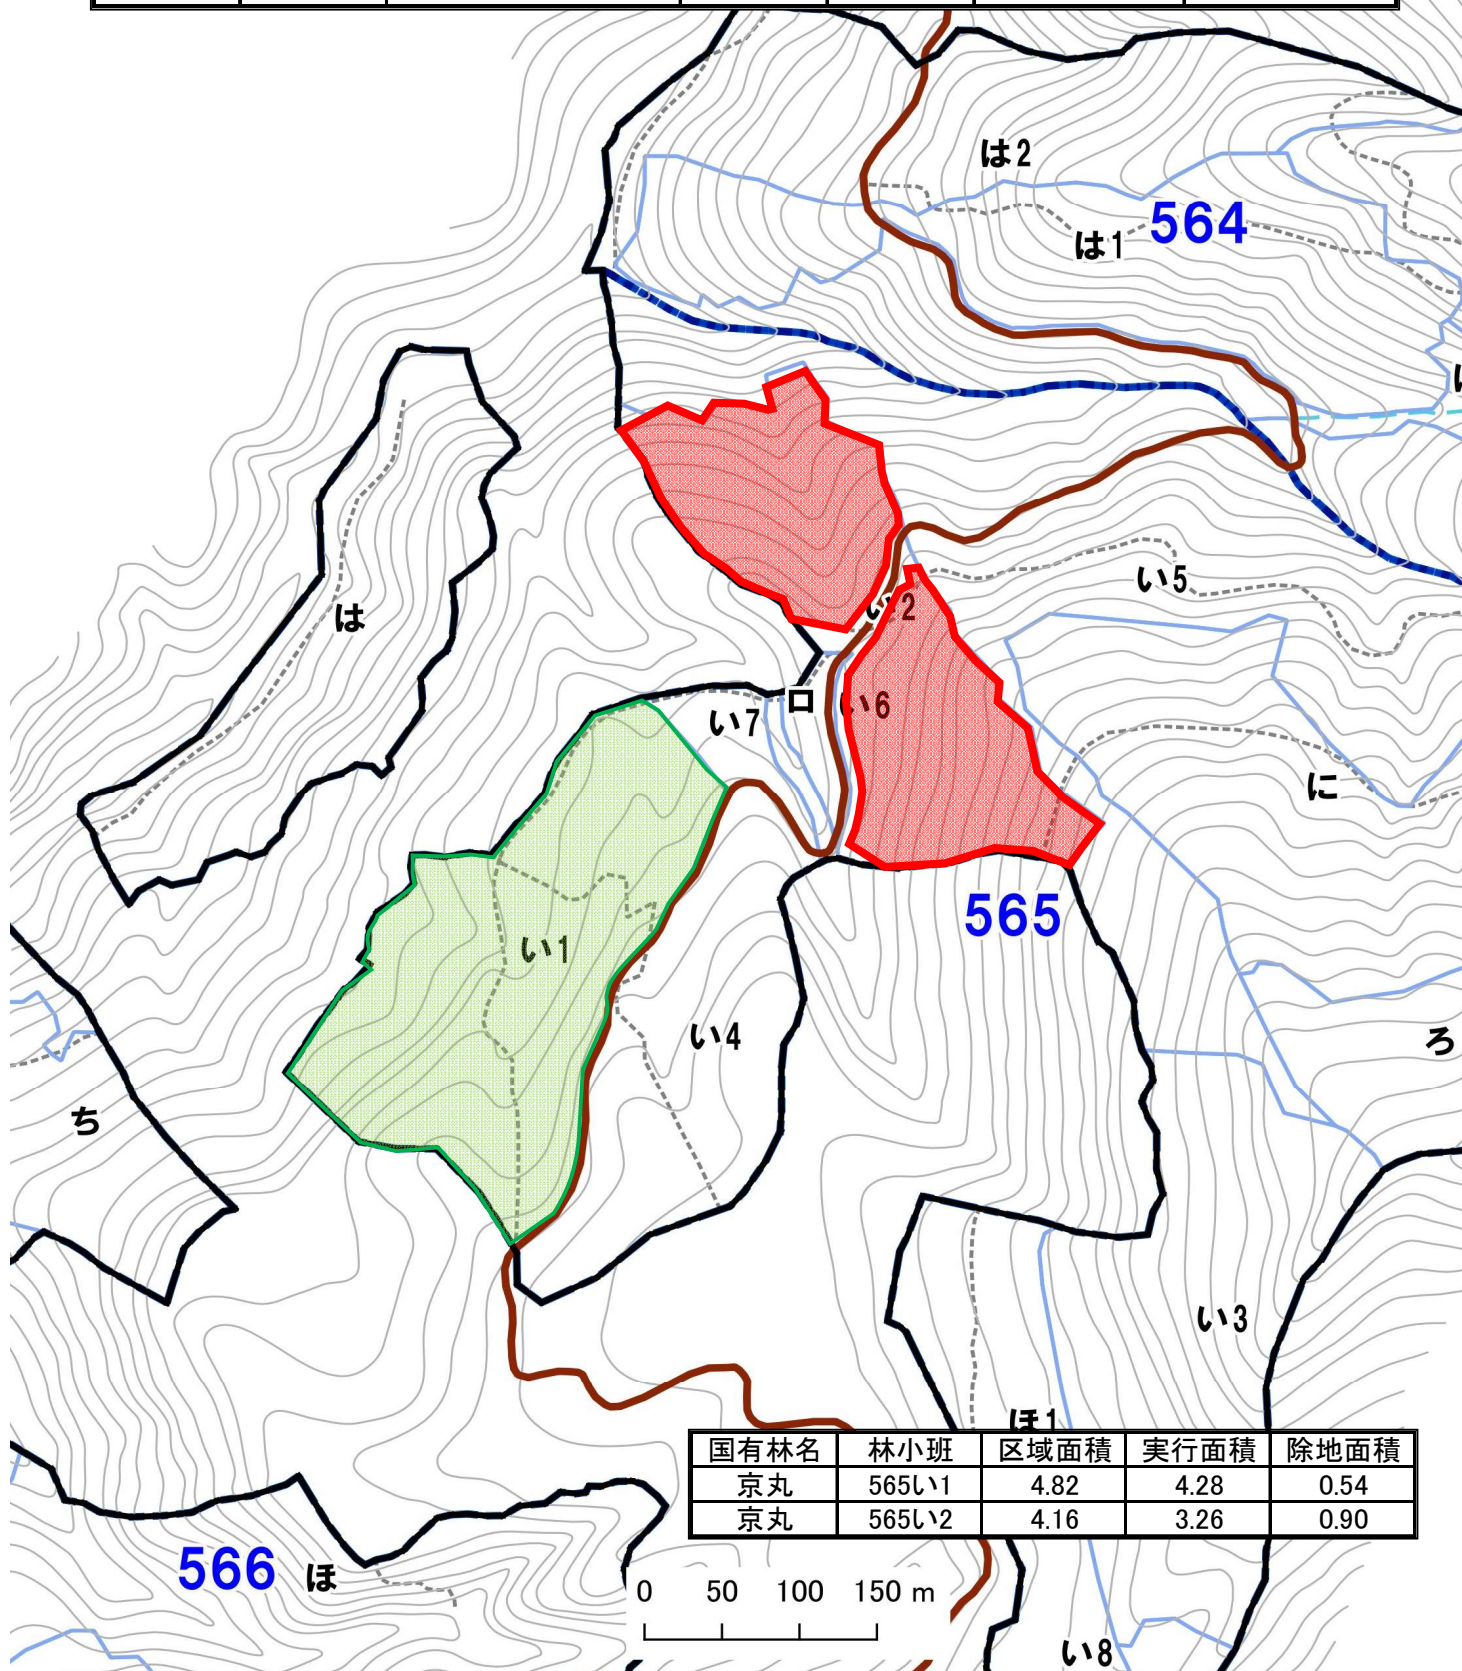 は2
564
は1
は
い5
い2
い6
ロ
い7
に
565
い1
い4
ろ
ち
い3
ほ1
国有林名 林小班 区域面積 実行面積 除地面積
京丸 565い1 4.82 4.28 0.54
京丸 565い2 4.16 3.26 0.90
566 ほ
0 50 100 150 m
い8